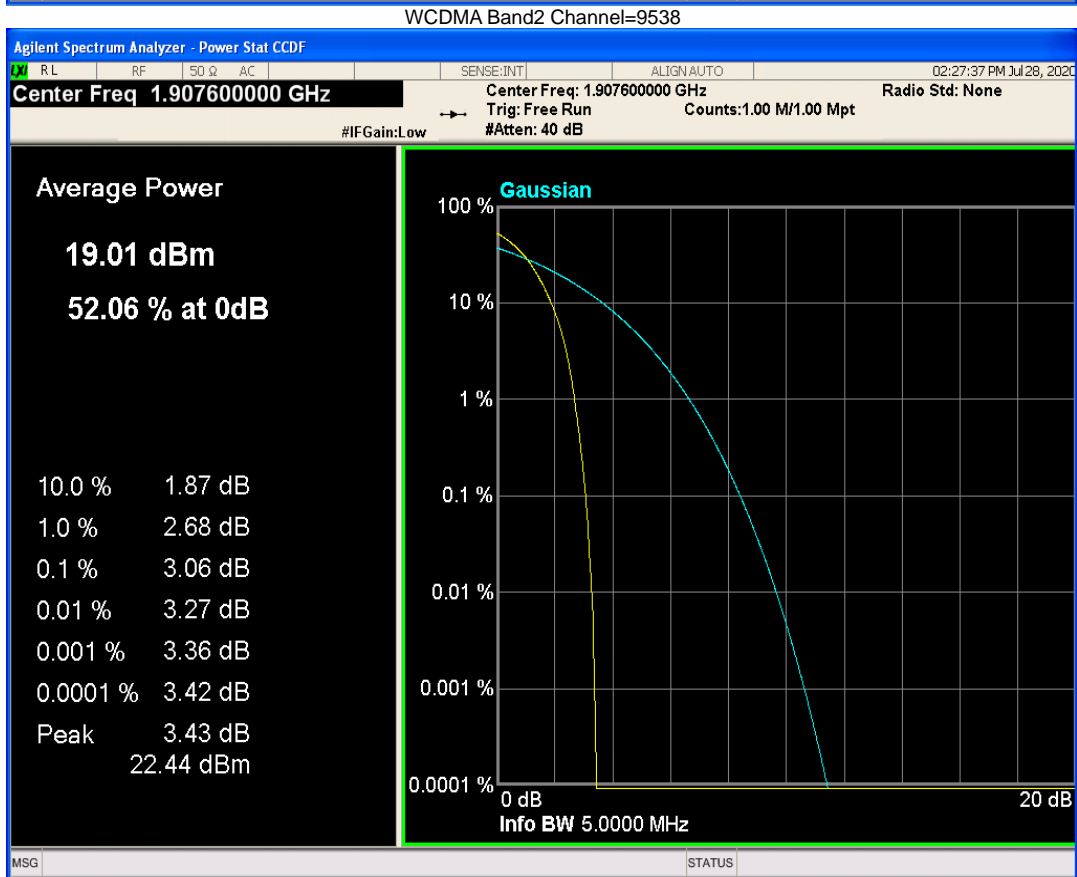 WCDMA Band2 Channel=9538
Agilent Spectrum Analyzer - Power Stat CCDF
LXI RL RF 50 Ω AC SENSE:INT ALIGN AUTO 02:27:37 PM Jul 28, 2020
Center Freq 1.907600000 GHz Center Freq: 1.907600000 GHz Radio Std: None
Trig: Free Run Counts:1.00 M/1.00 Mpt
#IFGain:Low #Atten: 40 dB
Average Power
19.01 dBm
52.06 % at 0dB
10.0 % 1.87 dB
1.0 % 2.68 dB
0.1 % 3.06 dB
0.01 % 3.27 dB
0.001 % 3.36 dB
0.0001 % 3.42 dB
Peak 3.43 dB
22.44 dBm
Gaussian
100 %
10 %
1 %
0.1 %
0.01 %
0.001 %
0.0001 %
0 dB 20 dB
Info BW 5.0000 MHz
MSG STATUS